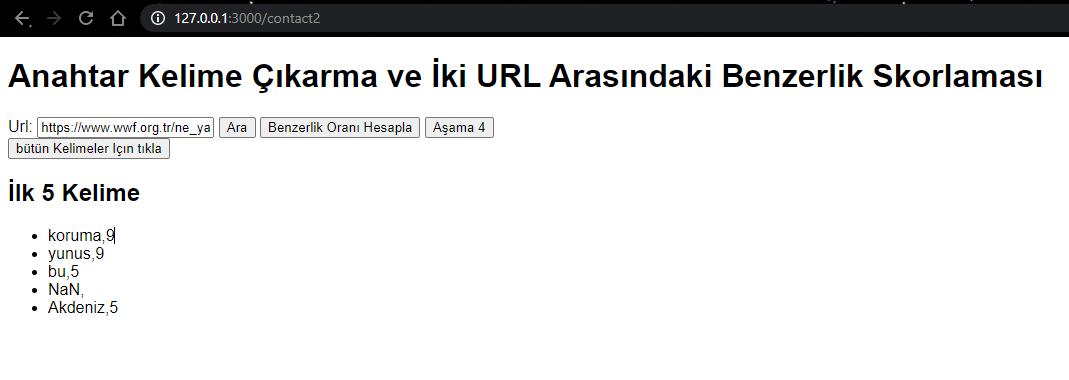 127.0.0.1:3000/contact2
Anahtar Kelime Çıkarma ve İki URL Arasındaki Benzerlik Skorlaması
Url: https://www.wwf.org.tr/ne_ya Ara Benzerlik Oranı Hesapla Aşama 4
bütün Kelimeler Için tıkla
İlk 5 Kelime
koruma,9
yunus,9
bu,5
NaN,
Akdeniz,5